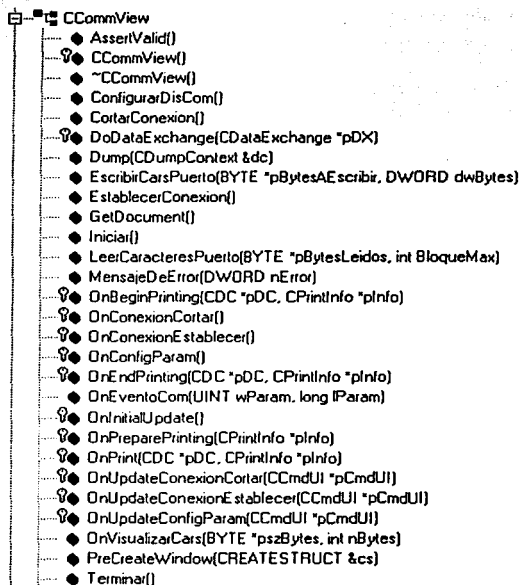 CCommView
AssertValid()
CCommView()
~CCommView()
ConfigurarDisCom()
CortarConexion()
DoDataExchange(CDataExchange *pDX)
Dump(CDumpContext &dc)
EscribirCarsPuerto(BYTE *pBytesAEscribir, DWORD dwBytes)
EstablecerConexion()
GetDocument()
Iniciar()
LeerCaracteresPuerto(BYTE *pBytesLeidos, int BloqueMax)
MensajeDeError(DWORD nError)
OnBeginPrinting(CDC *pDC, CPrintInfo *pInfo)
OnConexionCortar()
OnConexionEstablecer()
OnConfigParam()
OnEndPrinting(CDC *pDC, CPrintInfo *pInfo)
OnEventoCom(UINT wParam, long lParam)
OnInitialUpdate()
OnPreparePrinting(CPrintInfo *pInfo)
OnPrint(CDC *pDC, CPrintInfo *pInfo)
OnUpdateConexionCortar(CCmdUI *pCmdUI)
OnUpdateConexionEstablecer(CCmdUI *pCmdUI)
OnUpdateConfigParam(CCmdUI *pCmdUI)
OnVisualizarCars(BYTE *pszBytes, int nBytes)
PreCreateWindow(CREATESTRUCT &cs)
Terminar()